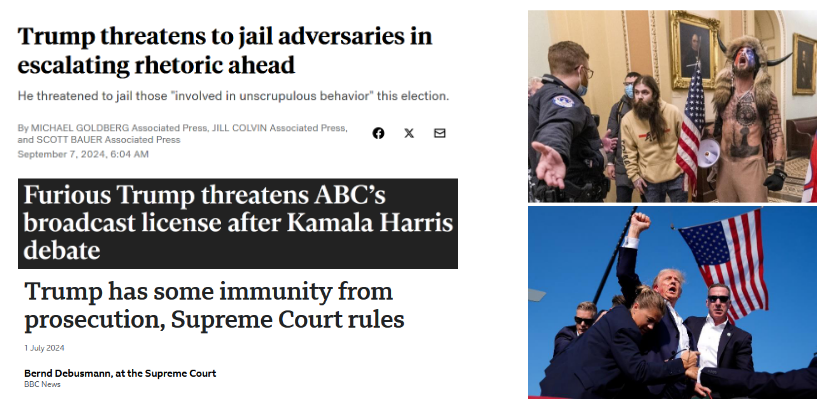 Trump threatens to jail adversaries in
escalating rhetoric ahead
He threatened to jail those "involved in unscrupulous behavior" this election.
By MICHAEL GOLDBERG Associated Press, JILL COLVIN Associated Press,
and SCOTT BAUER Associated Press
September 7, 2024, 6:04 AM
Furious Trump threatens ABC's
broadcast license after Kamala Harris
debate
Trump has some immunity from
prosecution, Supreme Court rules
1 July 2024
Bernd Debusmann, at the Supreme Court
BBC News